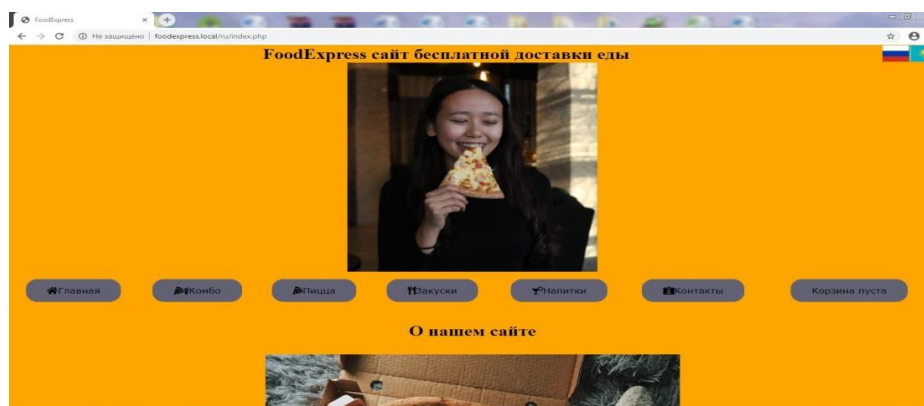 FoodExpress
Не защищено | foodexpress.local/ru/index.php
FoodExpress сайт бесплатной доставки еды
Главная
Комбо
Пицца
Закуски
Напитки
Контакты
Корзина пуста
О нашем сайте